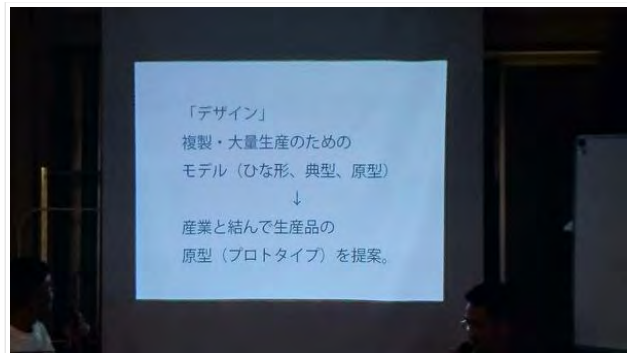 「デザイン」
複製・大量生産のための
モデル（ひな形、典型、原型）
↓
産業と結んで生産品の
原型（プロトタイプ）を提案。